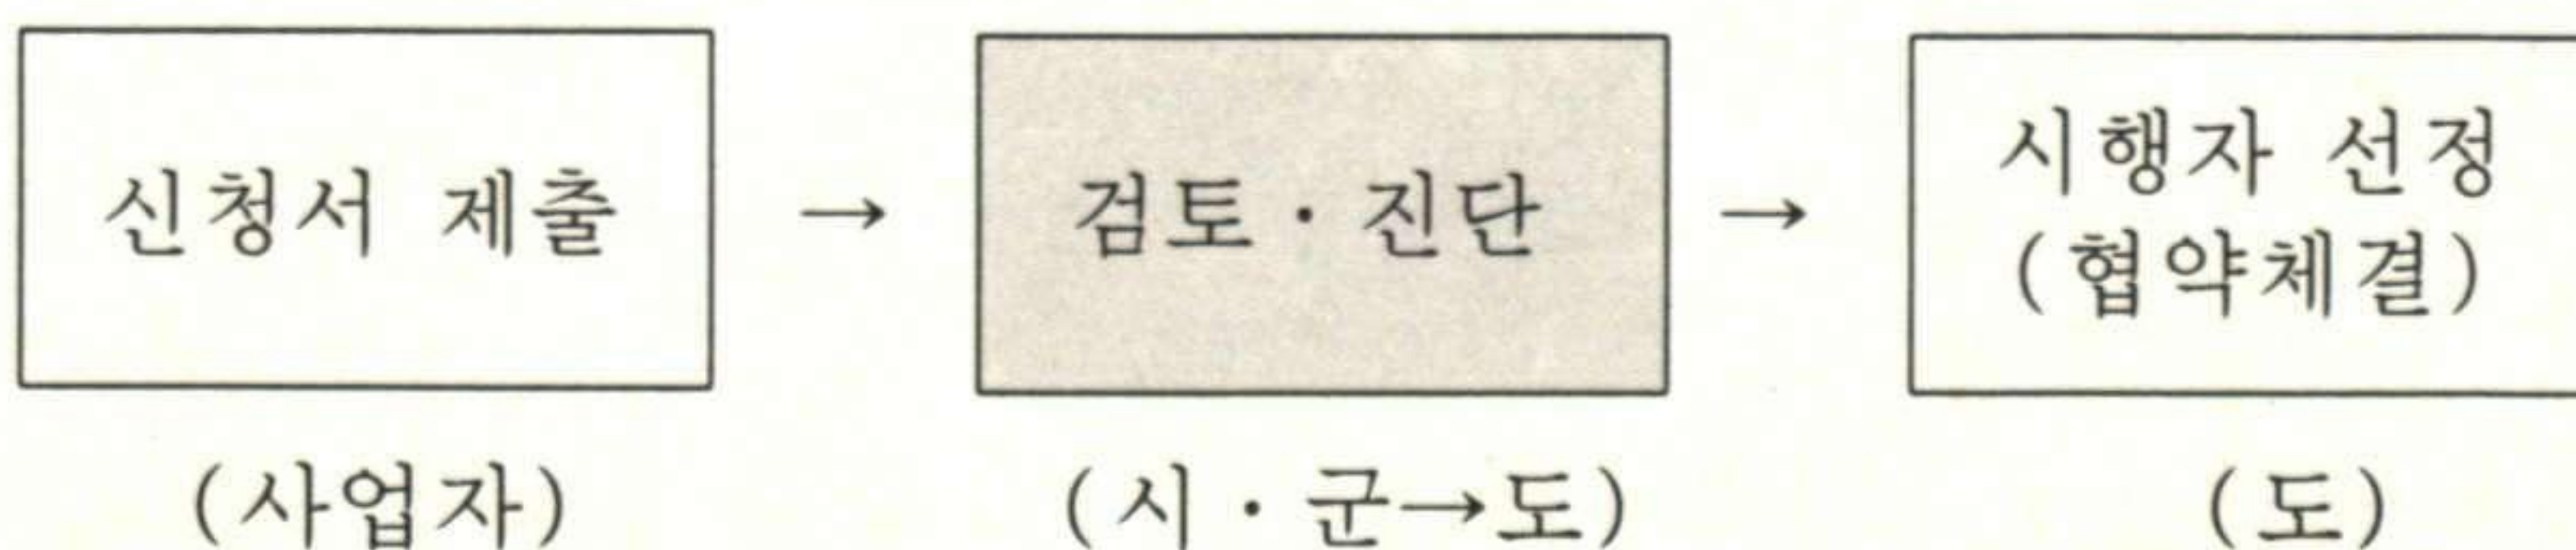 신청서 제출
→
검토 · 진단
→
시행자 선정
(협약체결)
(사업자)
(시 · 군→도)
(도)